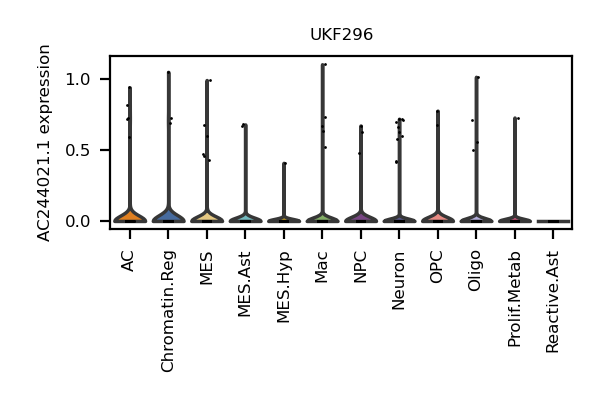 UKF296
AC244021.1 expression
1.0
0.5
0.0
AC
Chromatin.Reg
MES
MES.Ast
MES.Hyp
Mac
NPC
Neuron
OPC
Oligo
Prolif.Metab
Reactive.Ast